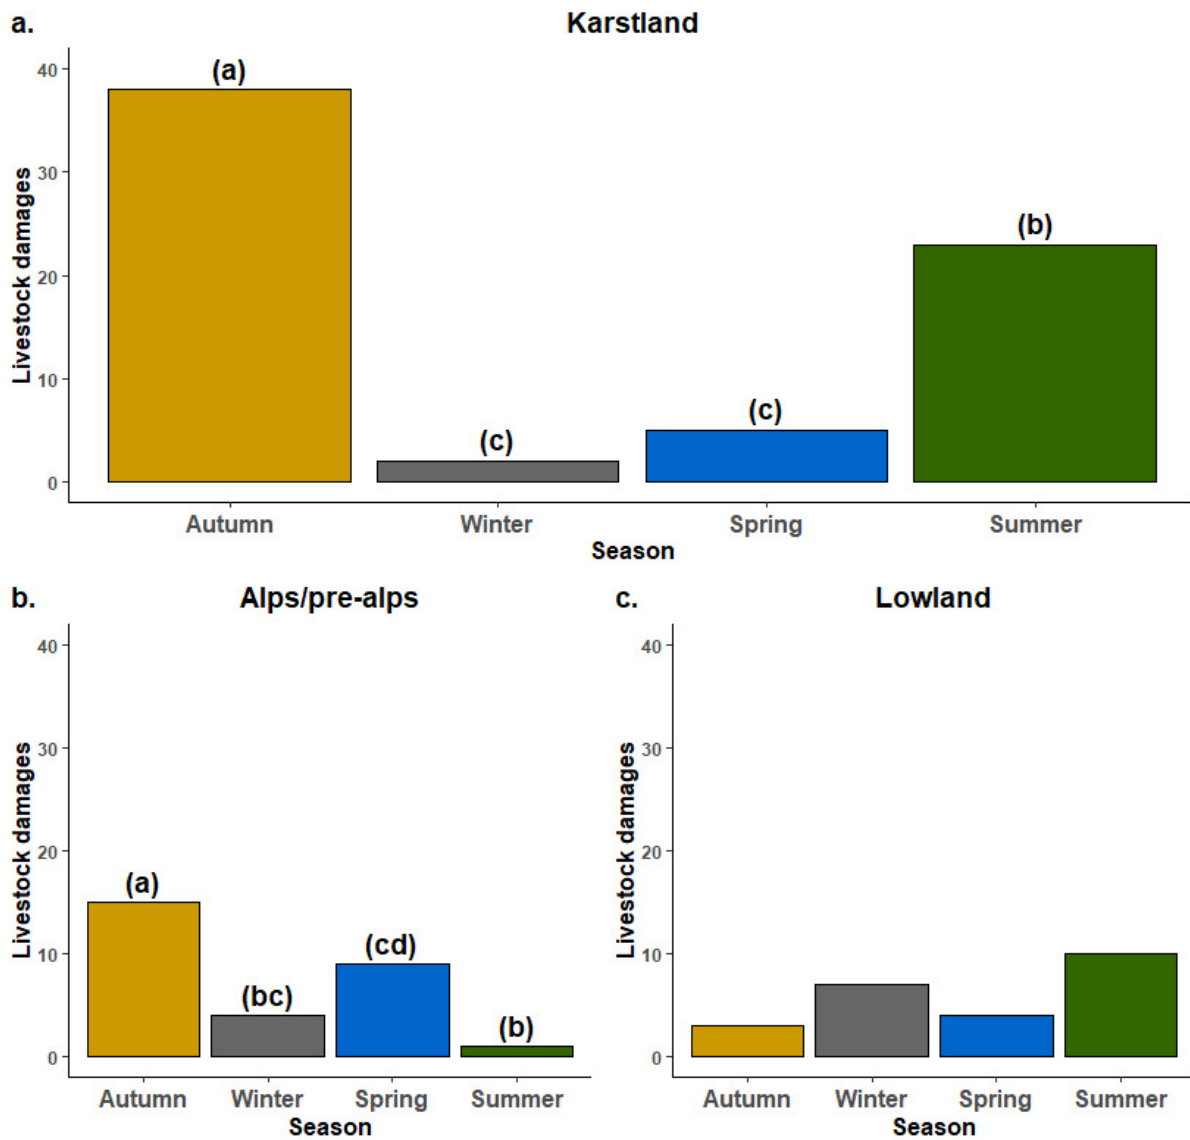 a.
Karstland
Livestock damages
40
30
20
10
0
(a)
(c)
(c)
(b)
Autumn
Winter
Spring
Summer
Season
b.
Alps/pre-alps
Livestock damages
40
30
20
10
0
(a)
(bc)
(cd)
(b)
Autumn
Winter
Spring
Summer
Season
c.
Lowland
Livestock damages
40
30
20
10
0
Autumn
Winter
Spring
Summer
Season